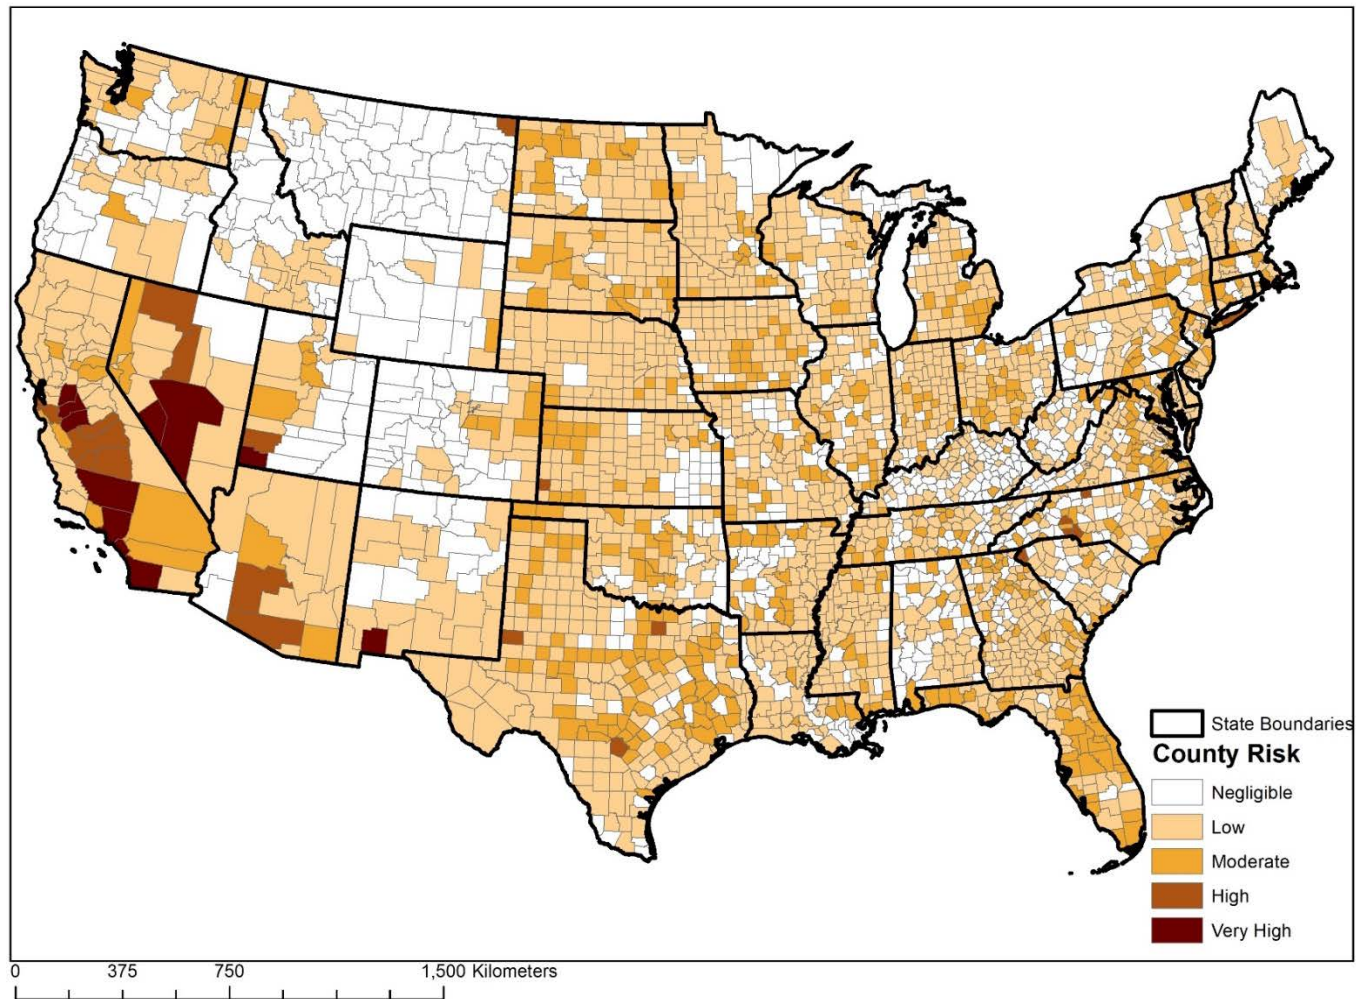 State Boundaries
County Risk
Negligible
Low
Moderate
High
Very High
0 375 750 1,500 Kilometers